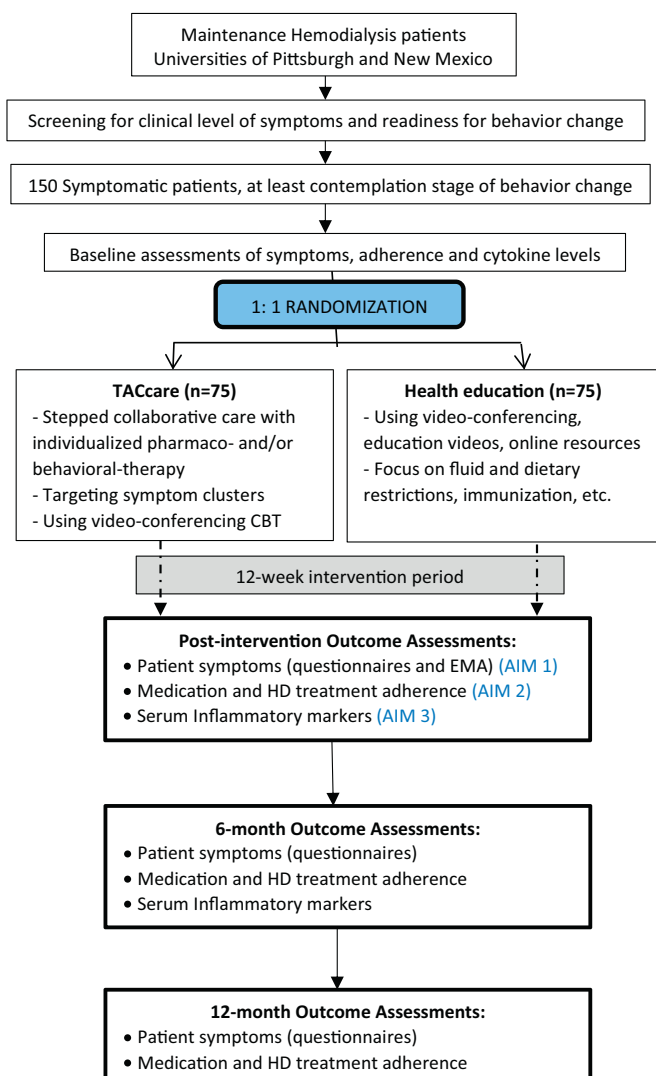 Maintenance Hemodialysis patients
Universities of Pittsburgh and New Mexico
Screening for clinical level of symptoms and readiness for behavior change
150 Symptomatic patients, at least contemplation stage of behavior change
Baseline assessments of symptoms, adherence and cytokine levels
1: 1 RANDOMIZATION
TACcare (n=75)
- Stepped collaborative care with
individualized pharmaco- and/or
behavioral-therapy
- Targeting symptom clusters
- Using video-conferencing CBT
Health education (n=75)
- Using video-conferencing,
education videos, online resources
- Focus on fluid and dietary
restrictions, immunization, etc.
12-week intervention period
Post-intervention Outcome Assessments:
• Patient symptoms (questionnaires and EMA) (AIM 1)
• Medication and HD treatment adherence (AIM 2)
• Serum Inflammatory markers (AIM 3)
6-month Outcome Assessments:
• Patient symptoms (questionnaires)
• Medication and HD treatment adherence
• Serum Inflammatory markers
12-month Outcome Assessments:
• Patient symptoms (questionnaires)
• Medication and HD treatment adherence